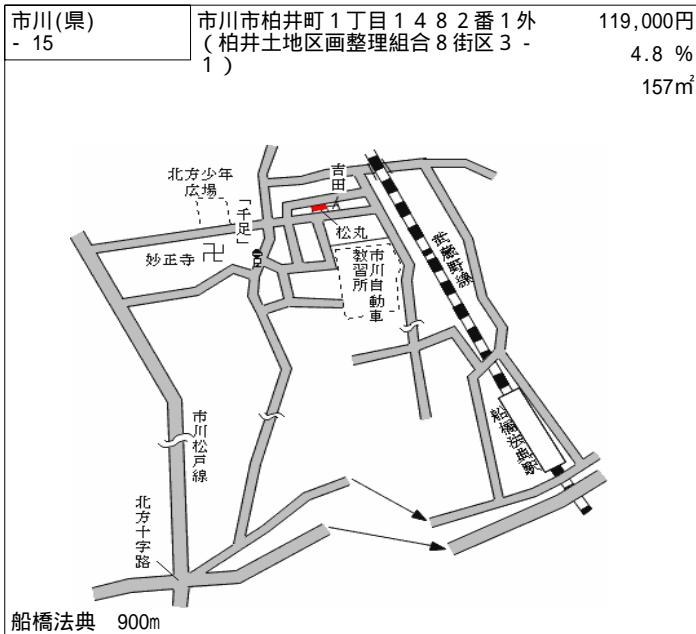 市川(県)
- 15
市川市柏井町1丁目1482番1外
(柏井土地区画整理組合8街区3 -
1)
119,000円
4.8 %
157㎡
北方少年
広場
「千足」
吉田
松丸
妙正寺
市川自動車
教習所
武蔵野線
船橋法典駅
市川松戸線
北方十字路
船橋法典 900m